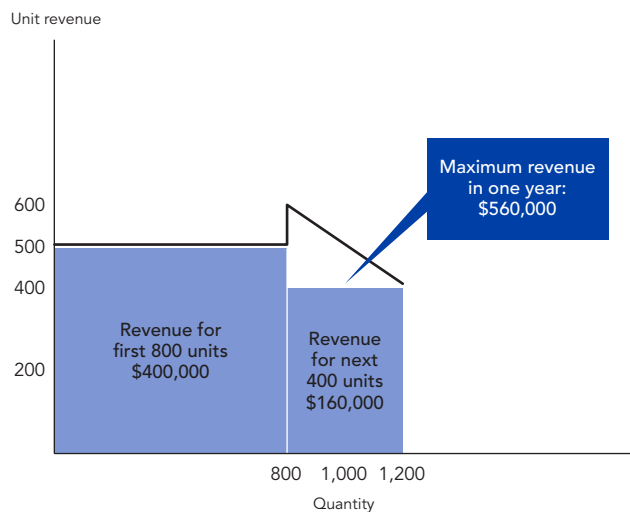 Unit revenue
600
500
400
200
Maximum revenue
in one year:
$560,000
Revenue for
first 800 units
$400,000
Revenue
for next
400 units
$160,000
800 1,000 1,200
Quantity